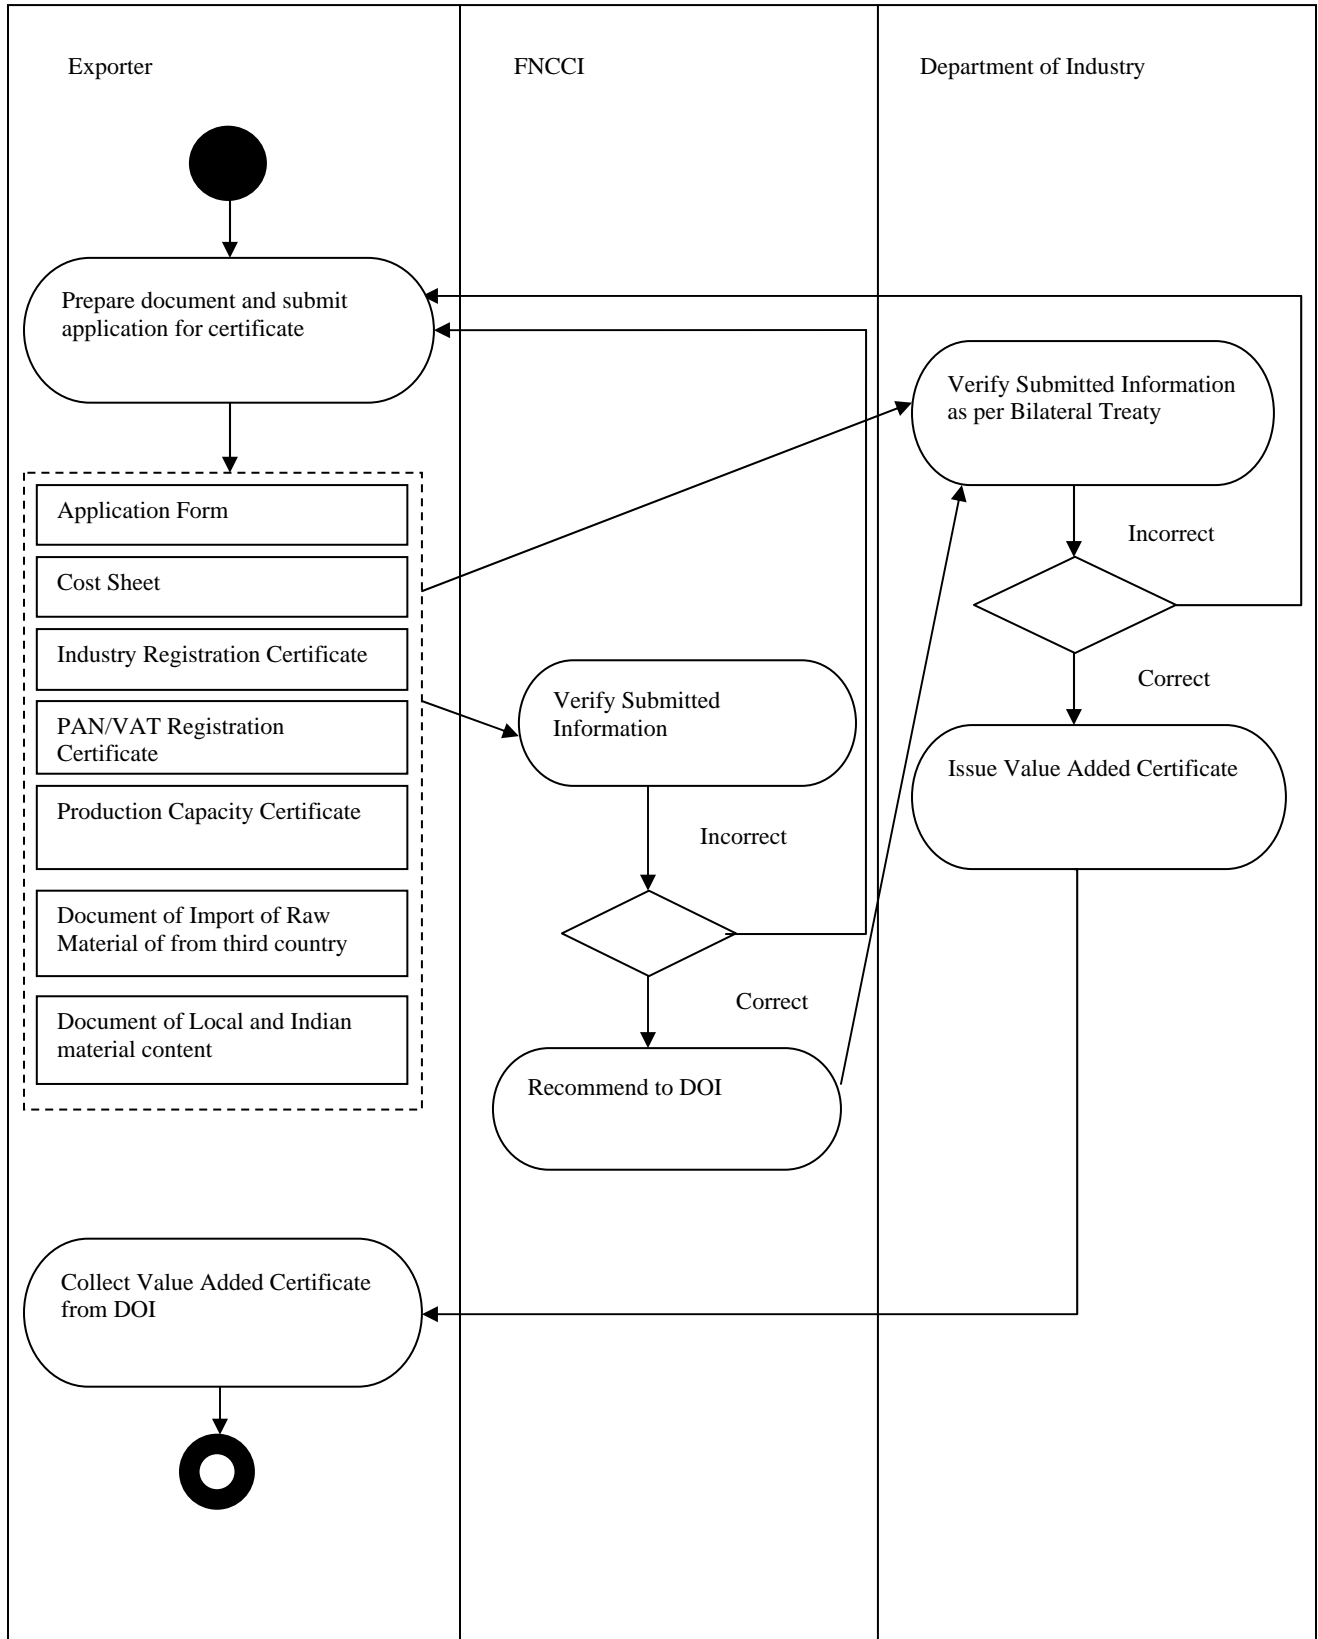 Exporter
FNCCI
Department of Industry
Prepare document and submit
application for certificate
Verify Submitted Information
as per Bilateral Treaty
Incorrect
Correct
Issue Value Added Certificate
Application Form
Cost Sheet
Industry Registration Certificate
PAN/VAT Registration
Certificate
Production Capacity Certificate
Document of Import of Raw
Material of from third country
Document of Local and Indian
material content
Verify Submitted
Information
Incorrect
Correct
Recommend to DOI
Collect Value Added Certificate
from DOI